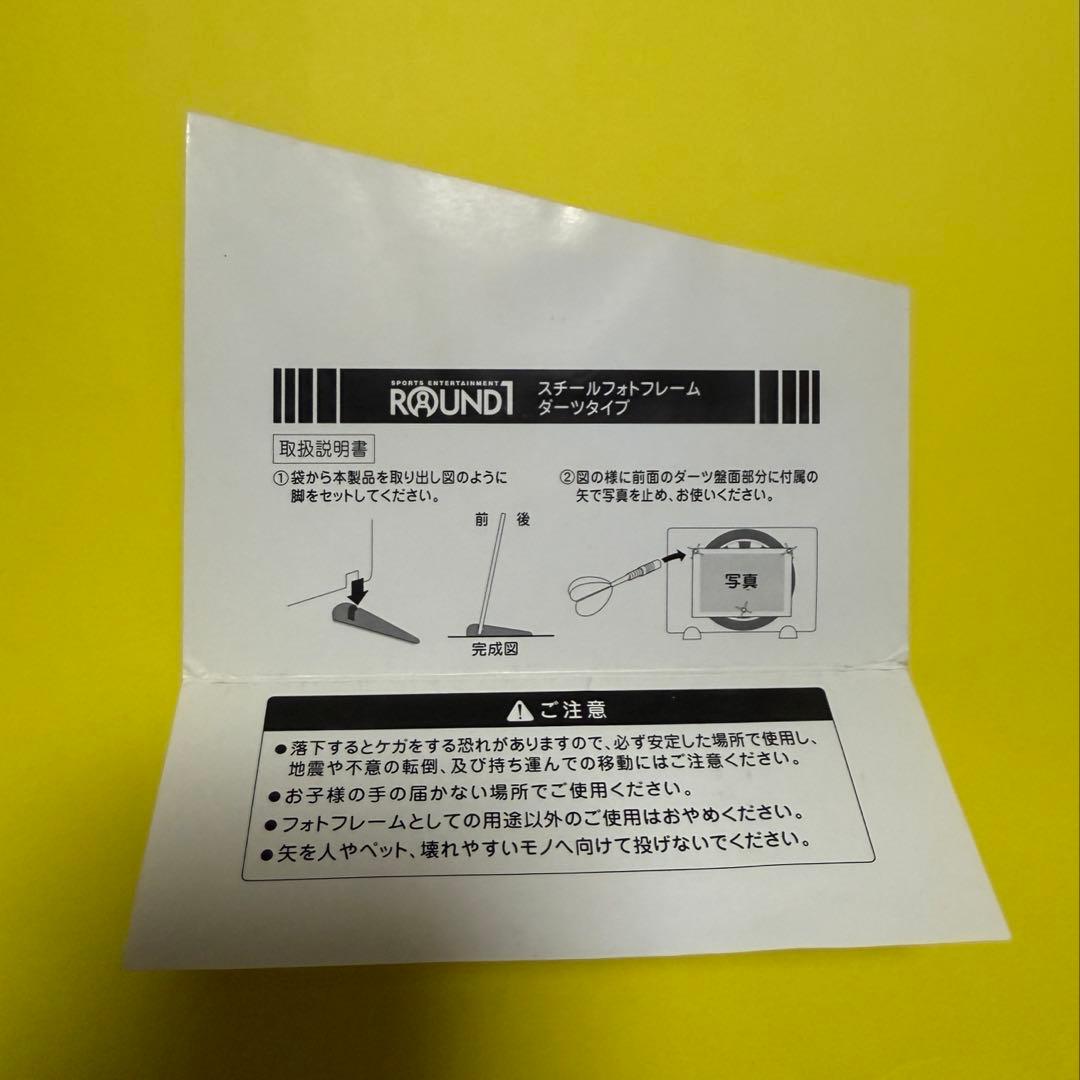 SPORTS ENTERTAINMENT
ROUND1
スチールフォトフレーム
ダーツタイプ
取扱説明書
①袋から本製品を取り出し図のように
脚をセットしてください。
前 後
完成図
②図の様に前面のダーツ盤面部分に付属の
矢で写真を止め、お使いください。
写真
ご注意
●落下するとケガをする恐れがありますので、必ず安定した場所で使用し、
地震や不意の転倒、及び持ち運んでの移動にはご注意ください。
●お子様の手の届かない場所でご使用ください。
●フォトフレームとしての用途以外のご使用はおやめください。
●矢を人やペット、壊れやすいモノへ向けて投げないでください。